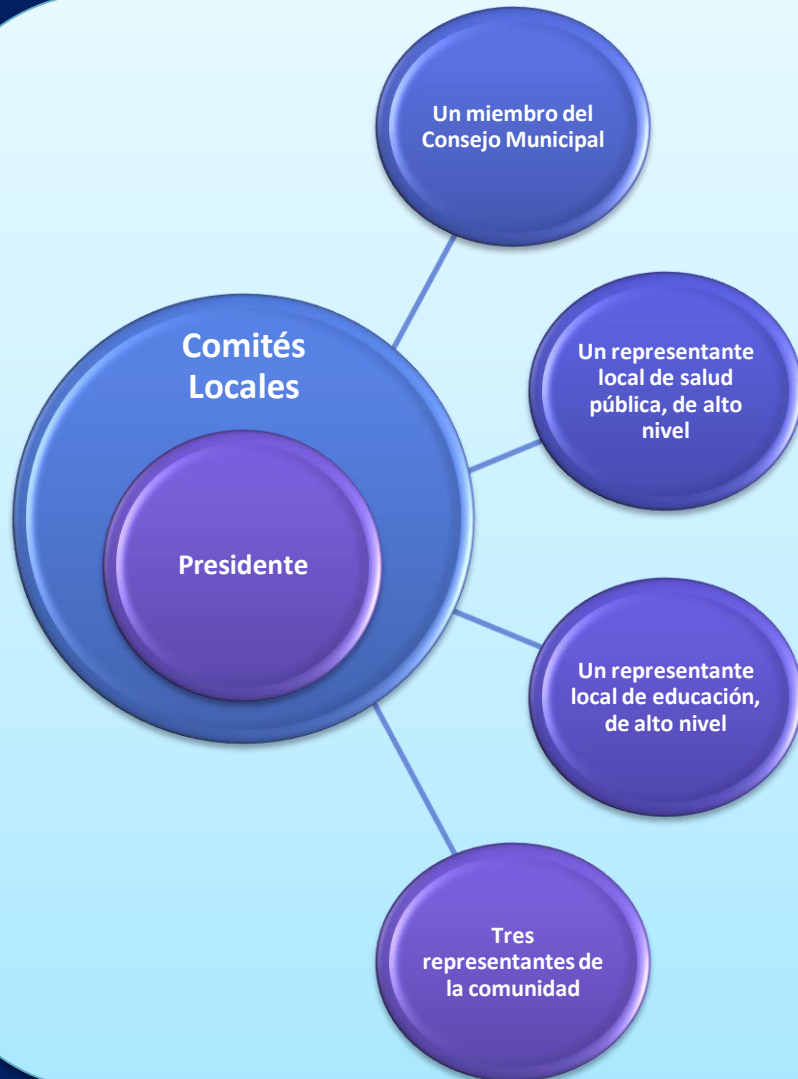 Un miembro del
Consejo Municipal
Comités
Locales
Un representante
local de salud
pública, de alto
nivel
Presidente
Un representante
local de educación,
de alto nivel
Tres
representantes de
la comunidad